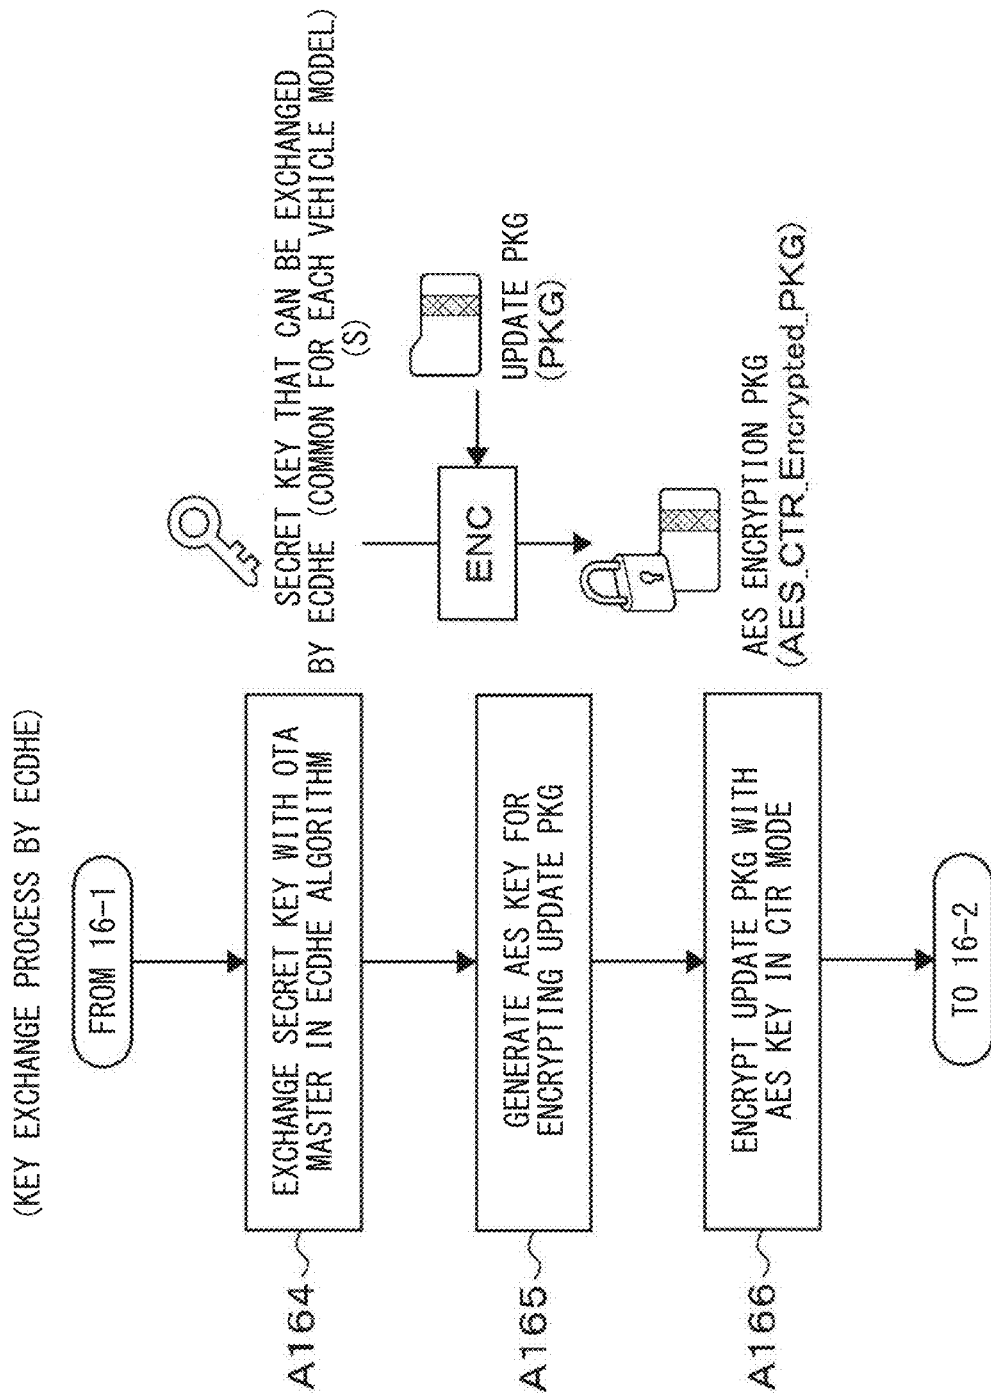 (KEY EXCHANGE PROCESS BY ECDHE)
FROM 16-1
A164
EXCHANGE SECRET KEY WITH OTA
MASTER IN ECDHE ALGORITHM
A165
GENERATE AES KEY FOR
ENCRYPTING UPDATE PKG
A166
ENCRYPT UPDATE PKG WITH
AES KEY IN CTR MODE
TO 16-2
SECRET KEY THAT CAN BE EXCHANGED
BY ECDHE (COMMON FOR EACH VEHICLE MODEL)
(S)
ENC
UPDATE PKG
(PKG)
AES ENCRYPTION PKG
(AES_CTR_Encrypted_PKG)